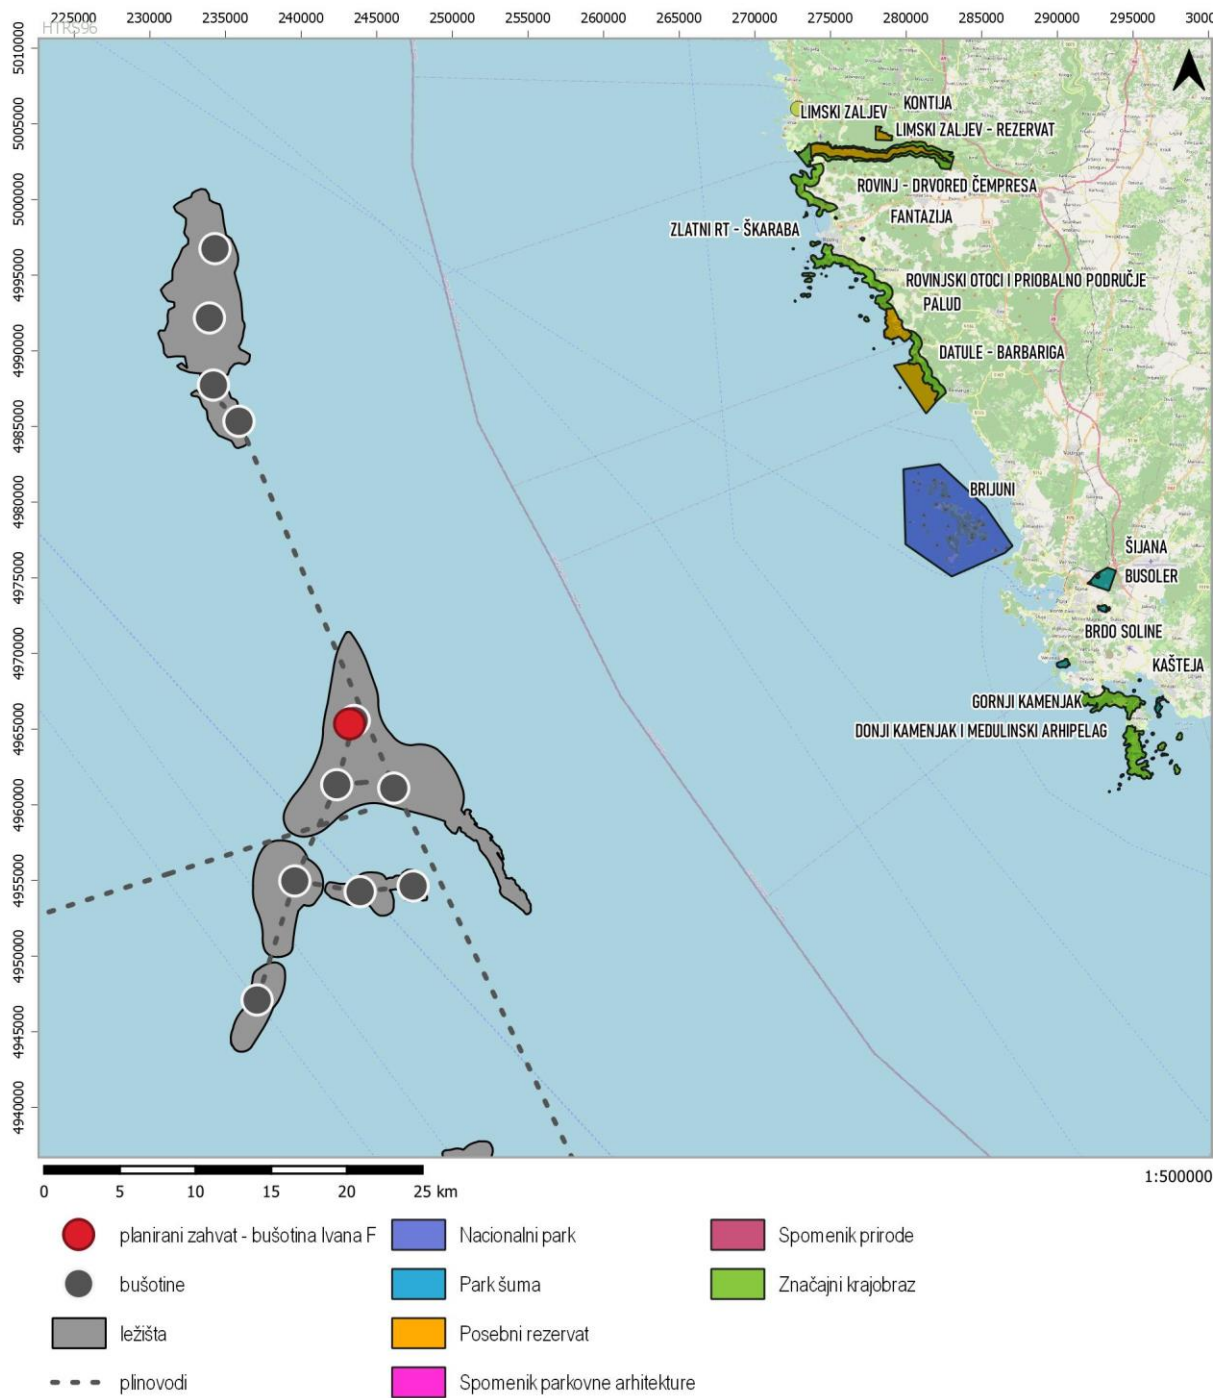 225000 230000 235000 240000 245000 250000 255000 260000 265000 270000 275000 280000 285000 290000 295000
HTRS96
5010000
5005000
5000000
4995000
4990000
4985000
4980000
4975000
4970000
4965000
4960000
4955000
4950000
4945000
4940000
KONTIJA
LIMSKI ZALJEV
LIMSKI ZALJEV - REZERVAT
ROVINJ - DRVORED ČEMPRESA
FANTAZIJA
ZLATNI RT - ŠKARABA
ROVINJSKI OTOCI I PRIOBALNO PODRUČJE
PALUD
DATULE - BARBARIGA
BRIJUNI
ŠIJANA
BUSOLER
BRDO SOLINE
KAŠTEJA
GORNJI KAMENJAK
DONJI KAMENJAK I MEDULINSKI ARHIPELAG
0 5 10 15 20 25 km
1:500000
planirani zahvat - bušotina Ivana F
bušotine
ležišta
plinovodi
Nacionalni park
Park šuma
Posebni rezervat
Spomenik parkovne arhitekture
Spomenik prirode
Značajni krajobraz